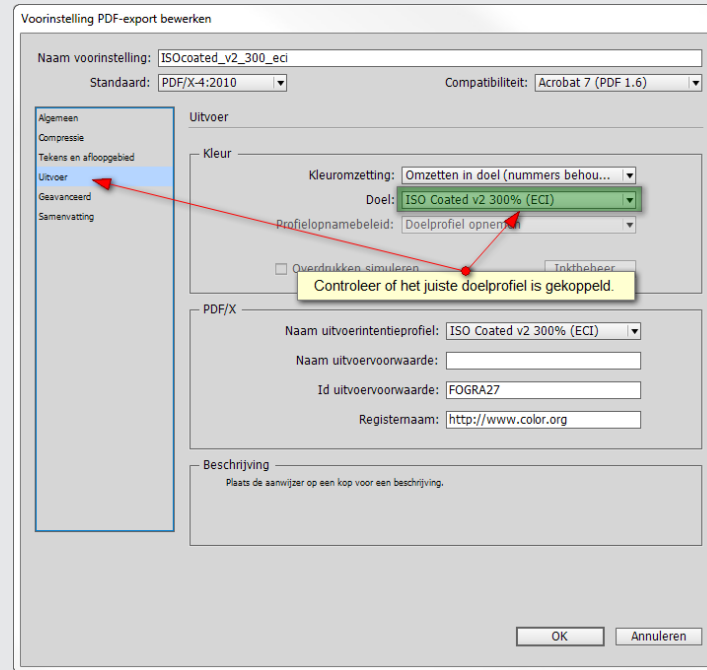 Voorinstelling PDF-export bewerken
Naam voorinstelling: ISOcoated_v2_300_eci
Standaard: PDF/X-4:2010 Compatibiliteit: Acrobat 7 (PDF 1.6)
Algemeen
Compressie
Tekens en afloopgebied
Uitvoer
Geavanceerd
Samenvatting
Uitvoer
Kleur
Kleuromzetting: Omzetten in doel (nummers behou...
Doel: ISO Coated v2 300% (ECI)
Profielopnamebeleid: Doelprofiel opnemen
Overdrukken simuleren Inktbeheer...
Controleer of het juiste doelprofiel is gekoppeld.
PDF/X
Naam uitvoerintentieprofiel: ISO Coated v2 300% (ECI)
Naam uitvoervoorwaarde:
Id uitvoervoorwaarde: FOGRA27
Registernaam: http://www.color.org
Beschrijving
Plaats de aanwijzer op een kop voor een beschrijving.
OK Annuleren